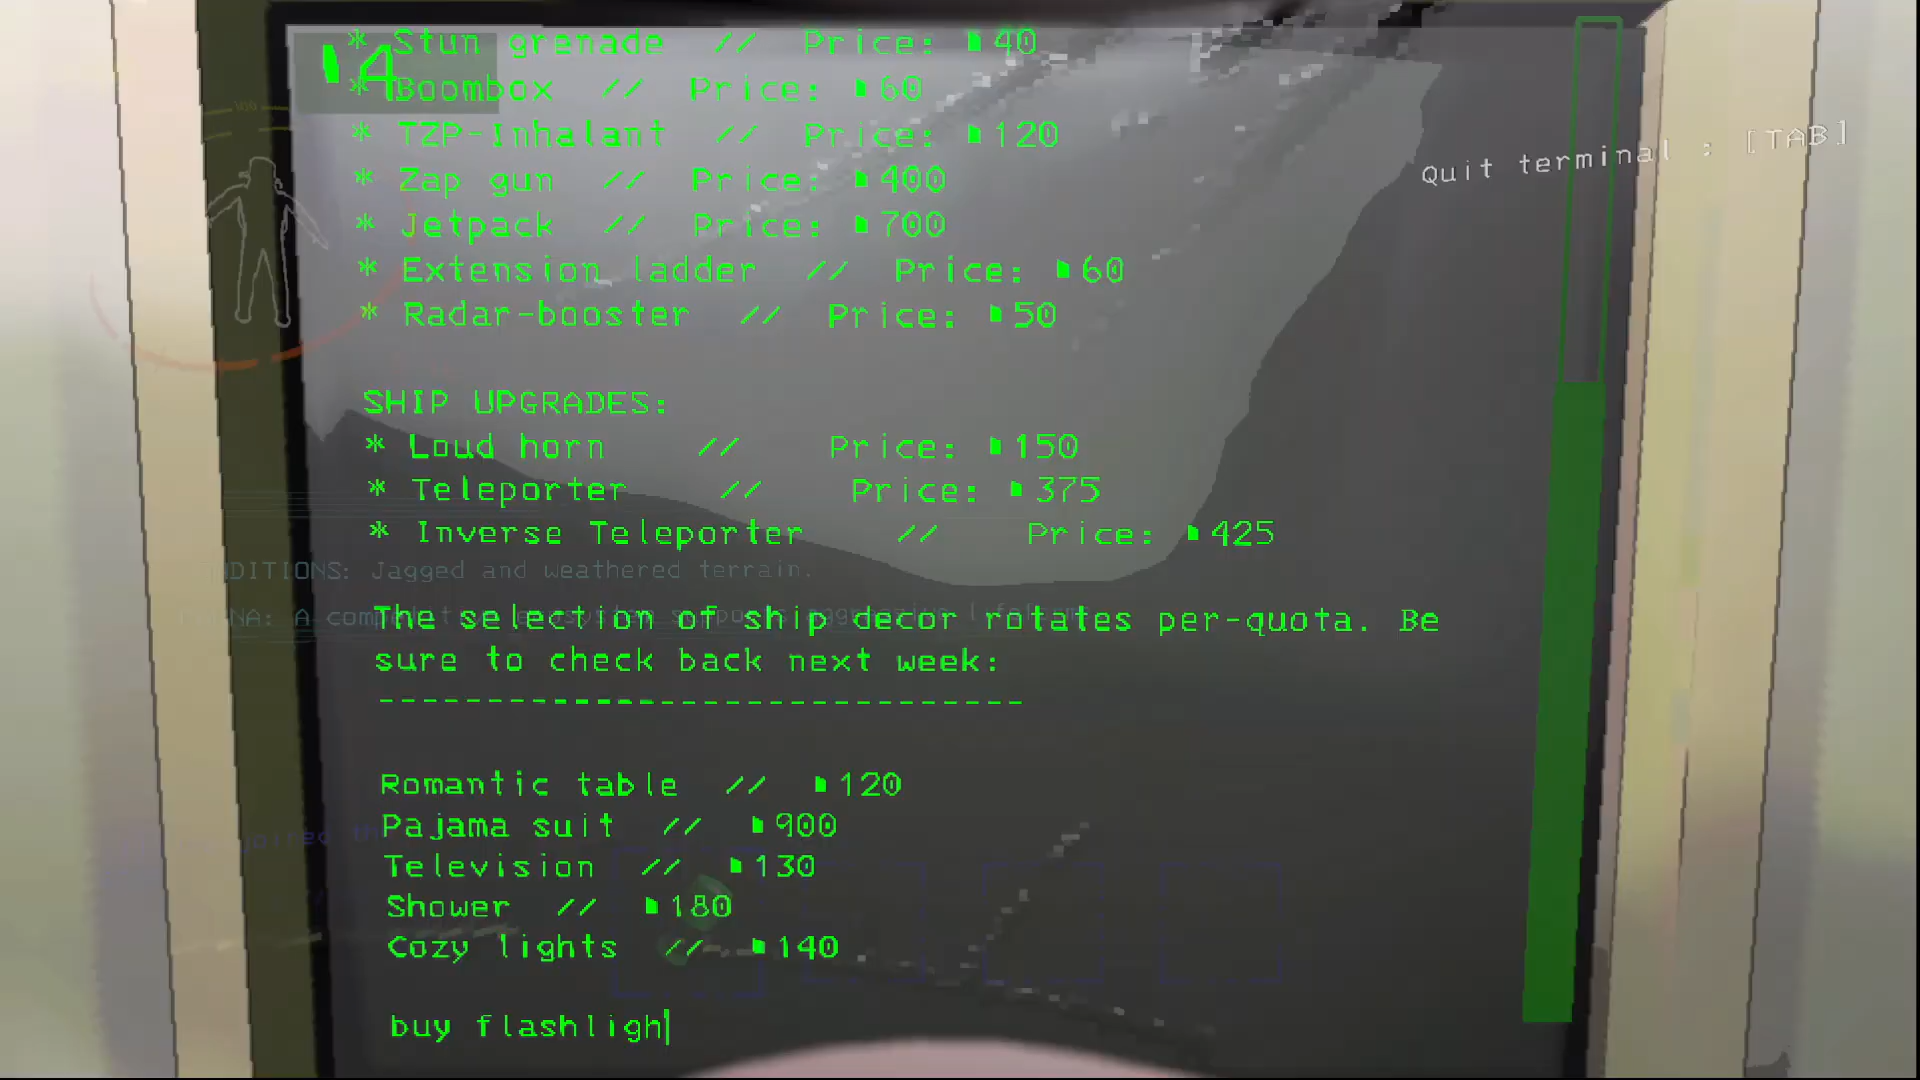 * Stun grenade // Price: ▮40
▮4
* Boombox // Price: ▮60
* TZP-Inhalant // Price: ▮120
* Zap gun // Price: ▮400
Quit terminal : [TAB]
* Jetpack // Price: ▮700
* Extension ladder // Price: ▮60
* Radar-booster // Price: ▮50
SHIP UPGRADES:
* Loud horn // Price: ▮150
* Teleporter // Price: ▮375
* Inverse Teleporter // Price: ▮425
DITIONS: Jagged and weathered terrain.
The selection of ship decor rotates per-quota. Be
sure to check back next week:
------------------------------
Romantic table // ▮120
Pajama suit // ▮900
Television // ▮130
Shower // ▮180
Cozy lights // ▮140
buy flashligh